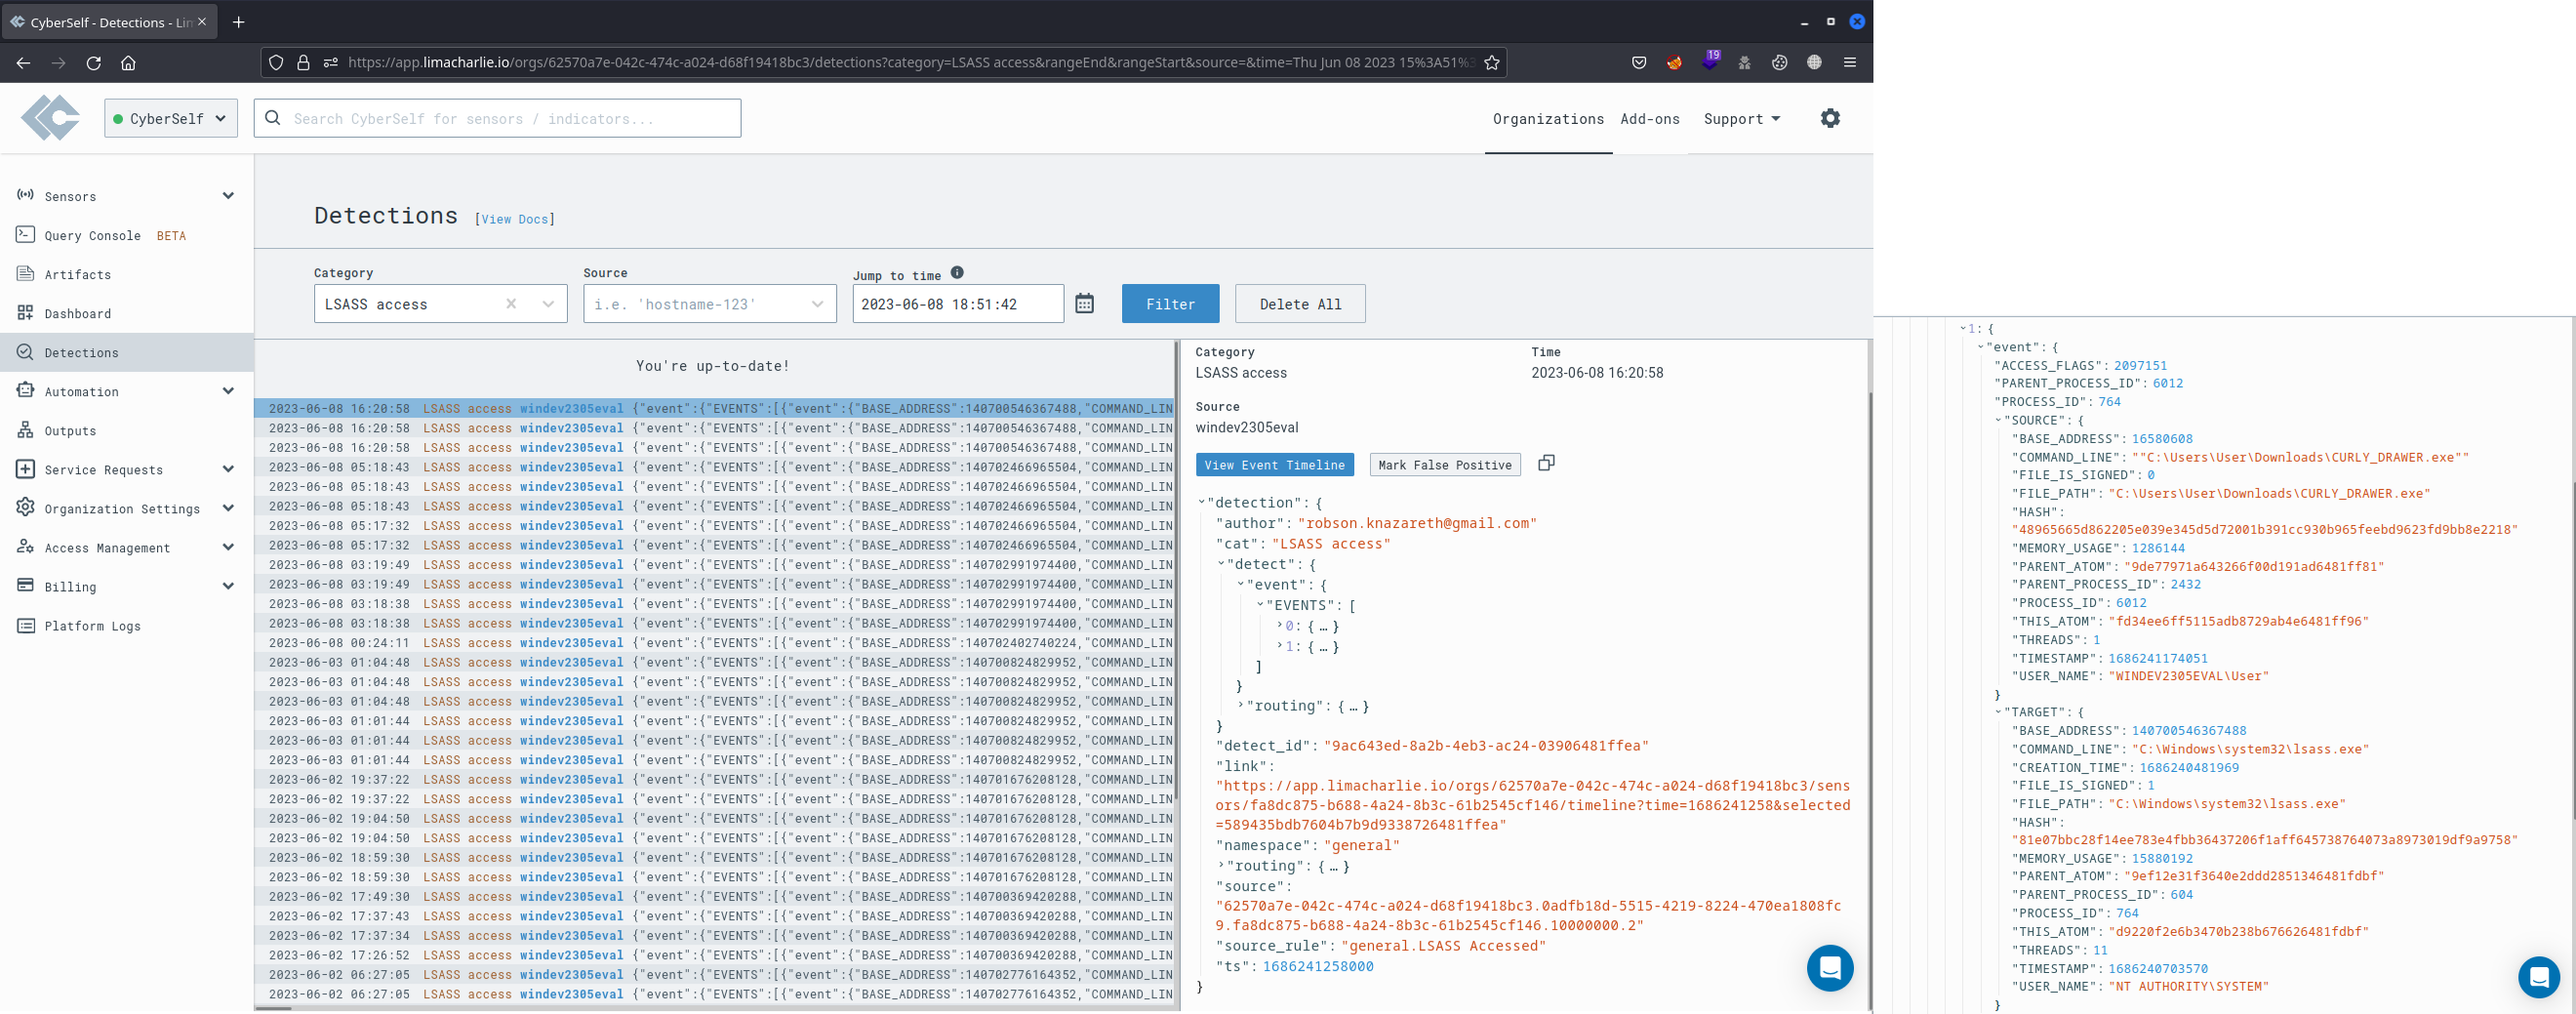 CyberSelf - Detections - Lin
https://app.limacharlie.io/orgs/62570a7e-042c-474c-a024-d68f19418bc3/detections?category=LSASS access&rangeEnd&rangeStart&source=&time=Thu Jun 08 2023 15%3A51%3
19
CyberSelf
Search CyberSelf for sensors / indicators...
Organizations
Add-ons
Support
Sensors
Query Console BETA
Artifacts
Dashboard
Detections
Automation
Outputs
Service Requests
Organization Settings
Access Management
Billing
Platform Logs
Detections [View Docs]
Category
LSASS access
Source
i.e. 'hostname-123'
Jump to time
2023-06-08 18:51:42
Filter
Delete All
You're up-to-date!
2023-06-08 16:20:58 LSASS access windev2305eval {"event":{"EVENTS":[{"event":{"BASE_ADDRESS":140700546367488,"COMMAND_LIN
2023-06-08 16:20:58 LSASS access windev2305eval {"event":{"EVENTS":[{"event":{"BASE_ADDRESS":140700546367488,"COMMAND_LIN
2023-06-08 16:20:58 LSASS access windev2305eval {"event":{"EVENTS":[{"event":{"BASE_ADDRESS":140700546367488,"COMMAND_LIN
2023-06-08 05:18:43 LSASS access windev2305eval {"event":{"EVENTS":[{"event":{"BASE_ADDRESS":140702466965504,"COMMAND_LIN
2023-06-08 05:18:43 LSASS access windev2305eval {"event":{"EVENTS":[{"event":{"BASE_ADDRESS":140702466965504,"COMMAND_LIN
2023-06-08 05:18:43 LSASS access windev2305eval {"event":{"EVENTS":[{"event":{"BASE_ADDRESS":140702466965504,"COMMAND_LIN
2023-06-08 05:17:32 LSASS access windev2305eval {"event":{"EVENTS":[{"event":{"BASE_ADDRESS":140702466965504,"COMMAND_LIN
2023-06-08 05:17:32 LSASS access windev2305eval {"event":{"EVENTS":[{"event":{"BASE_ADDRESS":140702466965504,"COMMAND_LIN
2023-06-08 03:19:49 LSASS access windev2305eval {"event":{"EVENTS":[{"event":{"BASE_ADDRESS":140702991974400,"COMMAND_LIN
2023-06-08 03:19:49 LSASS access windev2305eval {"event":{"EVENTS":[{"event":{"BASE_ADDRESS":140702991974400,"COMMAND_LIN
2023-06-08 03:18:38 LSASS access windev2305eval {"event":{"EVENTS":[{"event":{"BASE_ADDRESS":140702991974400,"COMMAND_LIN
2023-06-08 03:18:38 LSASS access windev2305eval {"event":{"EVENTS":[{"event":{"BASE_ADDRESS":140702991974400,"COMMAND_LIN
2023-06-08 00:24:11 LSASS access windev2305eval {"event":{"EVENTS":[{"event":{"BASE_ADDRESS":140702402740224,"COMMAND_LIN
2023-06-03 01:04:48 LSASS access windev2305eval {"event":{"EVENTS":[{"event":{"BASE_ADDRESS":140700824829952,"COMMAND_LIN
2023-06-03 01:04:48 LSASS access windev2305eval {"event":{"EVENTS":[{"event":{"BASE_ADDRESS":140700824829952,"COMMAND_LIN
2023-06-03 01:04:48 LSASS access windev2305eval {"event":{"EVENTS":[{"event":{"BASE_ADDRESS":140700824829952,"COMMAND_LIN
2023-06-03 01:01:44 LSASS access windev2305eval {"event":{"EVENTS":[{"event":{"BASE_ADDRESS":140700824829952,"COMMAND_LIN
2023-06-03 01:01:44 LSASS access windev2305eval {"event":{"EVENTS":[{"event":{"BASE_ADDRESS":140700824829952,"COMMAND_LIN
2023-06-03 01:01:44 LSASS access windev2305eval {"event":{"EVENTS":[{"event":{"BASE_ADDRESS":140700824829952,"COMMAND_LIN
2023-06-02 19:37:22 LSASS access windev2305eval {"event":{"EVENTS":[{"event":{"BASE_ADDRESS":140701676208128,"COMMAND_LIN
2023-06-02 19:37:22 LSASS access windev2305eval {"event":{"EVENTS":[{"event":{"BASE_ADDRESS":140701676208128,"COMMAND_LIN
2023-06-02 19:04:50 LSASS access windev2305eval {"event":{"EVENTS":[{"event":{"BASE_ADDRESS":140701676208128,"COMMAND_LIN
2023-06-02 19:04:50 LSASS access windev2305eval {"event":{"EVENTS":[{"event":{"BASE_ADDRESS":140701676208128,"COMMAND_LIN
2023-06-02 18:59:30 LSASS access windev2305eval {"event":{"EVENTS":[{"event":{"BASE_ADDRESS":140701676208128,"COMMAND_LIN
2023-06-02 18:59:30 LSASS access windev2305eval {"event":{"EVENTS":[{"event":{"BASE_ADDRESS":140701676208128,"COMMAND_LIN
2023-06-02 17:49:30 LSASS access windev2305eval {"event":{"EVENTS":[{"event":{"BASE_ADDRESS":140700369420288,"COMMAND_LIN
2023-06-02 17:37:43 LSASS access windev2305eval {"event":{"EVENTS":[{"event":{"BASE_ADDRESS":140700369420288,"COMMAND_LIN
2023-06-02 17:37:34 LSASS access windev2305eval {"event":{"EVENTS":[{"event":{"BASE_ADDRESS":140700369420288,"COMMAND_LIN
2023-06-02 17:26:52 LSASS access windev2305eval {"event":{"EVENTS":[{"event":{"BASE_ADDRESS":140700369420288,"COMMAND_LIN
2023-06-02 06:27:05 LSASS access windev2305eval {"event":{"EVENTS":[{"event":{"BASE_ADDRESS":140702776164352,"COMMAND_LIN
2023-06-02 06:27:05 LSASS access windev2305eval {"event":{"EVENTS":[{"event":{"BASE_ADDRESS":140702776164352,"COMMAND_LIN
Category
LSASS access
Time
2023-06-08 16:20:58
Source
windev2305eval
View Event Timeline
Mark False Positive
"detection": {
"author": "robson.knazareth@gmail.com"
"cat": "LSASS access"
"detect": {
"event": {
"EVENTS": [
0: { … }
1: { … }
]
}
"routing": { … }
}
"detect_id": "9ac643ed-8a2b-4eb3-ac24-03906481ffea"
"link":
"https://app.limacharlie.io/orgs/62570a7e-042c-474c-a024-d68f19418bc3/sens
ors/fa8dc875-b688-4a24-8b3c-61b2545cf146/timeline?time=1686241258&selected
=589435bdb7604b7b9d9338726481ffea"
"namespace": "general"
"routing": { … }
"source":
"62570a7e-042c-474c-a024-d68f19418bc3.0adfb18d-5515-4219-8224-470ea1808fc
9.fa8dc875-b688-4a24-8b3c-61b2545cf146.10000000.2"
"source_rule": "general.LSASS Accessed"
"ts": 1686241258000
}
1: {
"event": {
"ACCESS_FLAGS": 2097151
"PARENT_PROCESS_ID": 6012
"PROCESS_ID": 764
"SOURCE": {
"BASE_ADDRESS": 16580608
"COMMAND_LINE": ""C:\Users\User\Downloads\CURLY_DRAWER.exe""
"FILE_IS_SIGNED": 0
"FILE_PATH": "C:\Users\User\Downloads\CURLY_DRAWER.exe"
"HASH":
"48965665d862205e039e345d5d72001b391cc930b965feebd9623fd9bb8e2218"
"MEMORY_USAGE": 1286144
"PARENT_ATOM": "9de77971a643266f00d191ad6481ff81"
"PARENT_PROCESS_ID": 2432
"PROCESS_ID": 6012
"THIS_ATOM": "fd34ee6ff5115adb8729ab4e6481ff96"
"THREADS": 1
"TIMESTAMP": 1686241174051
"USER_NAME": "WINDEV2305EVAL\User"
}
"TARGET": {
"BASE_ADDRESS": 140700546367488
"COMMAND_LINE": "C:\Windows\system32\lsass.exe"
"CREATION_TIME": 1686240481969
"FILE_IS_SIGNED": 1
"FILE_PATH": "C:\Windows\system32\lsass.exe"
"HASH":
"81e07bbc28f14ee783e4fbb36437206f1aff645738764073a8973019df9a9758"
"MEMORY_USAGE": 15880192
"PARENT_ATOM": "9ef12e31f3640e2ddd2851346481fdbf"
"PARENT_PROCESS_ID": 604
"PROCESS_ID": 764
"THIS_ATOM": "d9220f2e6b3470b238b676626481fdbf"
"THREADS": 11
"TIMESTAMP": 1686240703570
"USER_NAME": "NT AUTHORITY\SYSTEM"
}